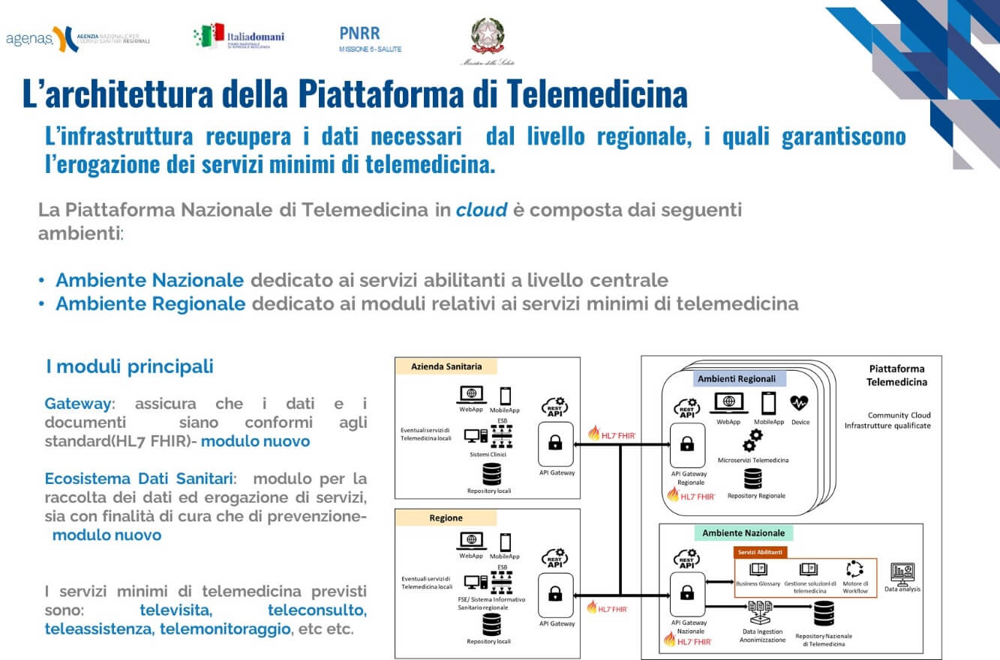 agenas. AGENZIA NAZIONALE PER
I SERVIZI SANITARI REGIONALI
Italiadomani
PIANO NAZIONALE
DI RIPRESA E RESILIENZA
PNRR
MISSIONE 6 - SALUTE
Ministero della Salute
L’architettura della Piattaforma di Telemedicina
L’infrastruttura recupera i dati necessari dal livello regionale, i quali garantiscono
l’erogazione dei servizi minimi di telemedicina.
La Piattaforma Nazionale di Telemedicina in cloud è composta dai seguenti
ambienti:
• Ambiente Nazionale dedicato ai servizi abilitanti a livello centrale
• Ambiente Regionale dedicato ai moduli relativi ai servizi minimi di telemedicina
I moduli principali
Gateway: assicura che i dati e i
documenti siano conformi agli
standard(HL7 FHIR)- modulo nuovo
Ecosistema Dati Sanitari: modulo per la
raccolta dei dati ed erogazione di servizi,
sia con finalità di cura che di prevenzione-
modulo nuovo
I servizi minimi di telemedicina previsti
sono: televisita, teleconsulto,
teleassistenza, telemonitoraggio, etc etc.
Azienda Sanitaria
WebApp
MobileApp
REST
API
Eventuali servizi di
Telemedicina locali
ESB
Sistemi Clinici
API Gateway
Repository locali
HL7 FHIR
Regione
WebApp
MobileApp
REST
API
Eventuali servizi di
Telemedicina locali
ESB
FSE/ Sistema Informativo
Sanitario regionale
API Gateway
Repository locali
HL7 FHIR
Piattaforma
Telemedicina
Community Cloud
Infrastrutture qualificate
Ambienti Regionali
REST
API
WebApp
MobileApp
Device
Microservizi Telemedicina
API Gateway
Regionale
HL7 FHIR
Repository Regionale
Ambiente Nazionale
Servizi Abilitanti
REST
API
Business Glossary
Gestione soluzioni di
telemedicina
Motore di
Workflow
Data analysis
API Gateway
Nazionale
HL7 FHIR
Data Ingestion
Anonimizzazione
Repository Nazionale
di Telemedicina